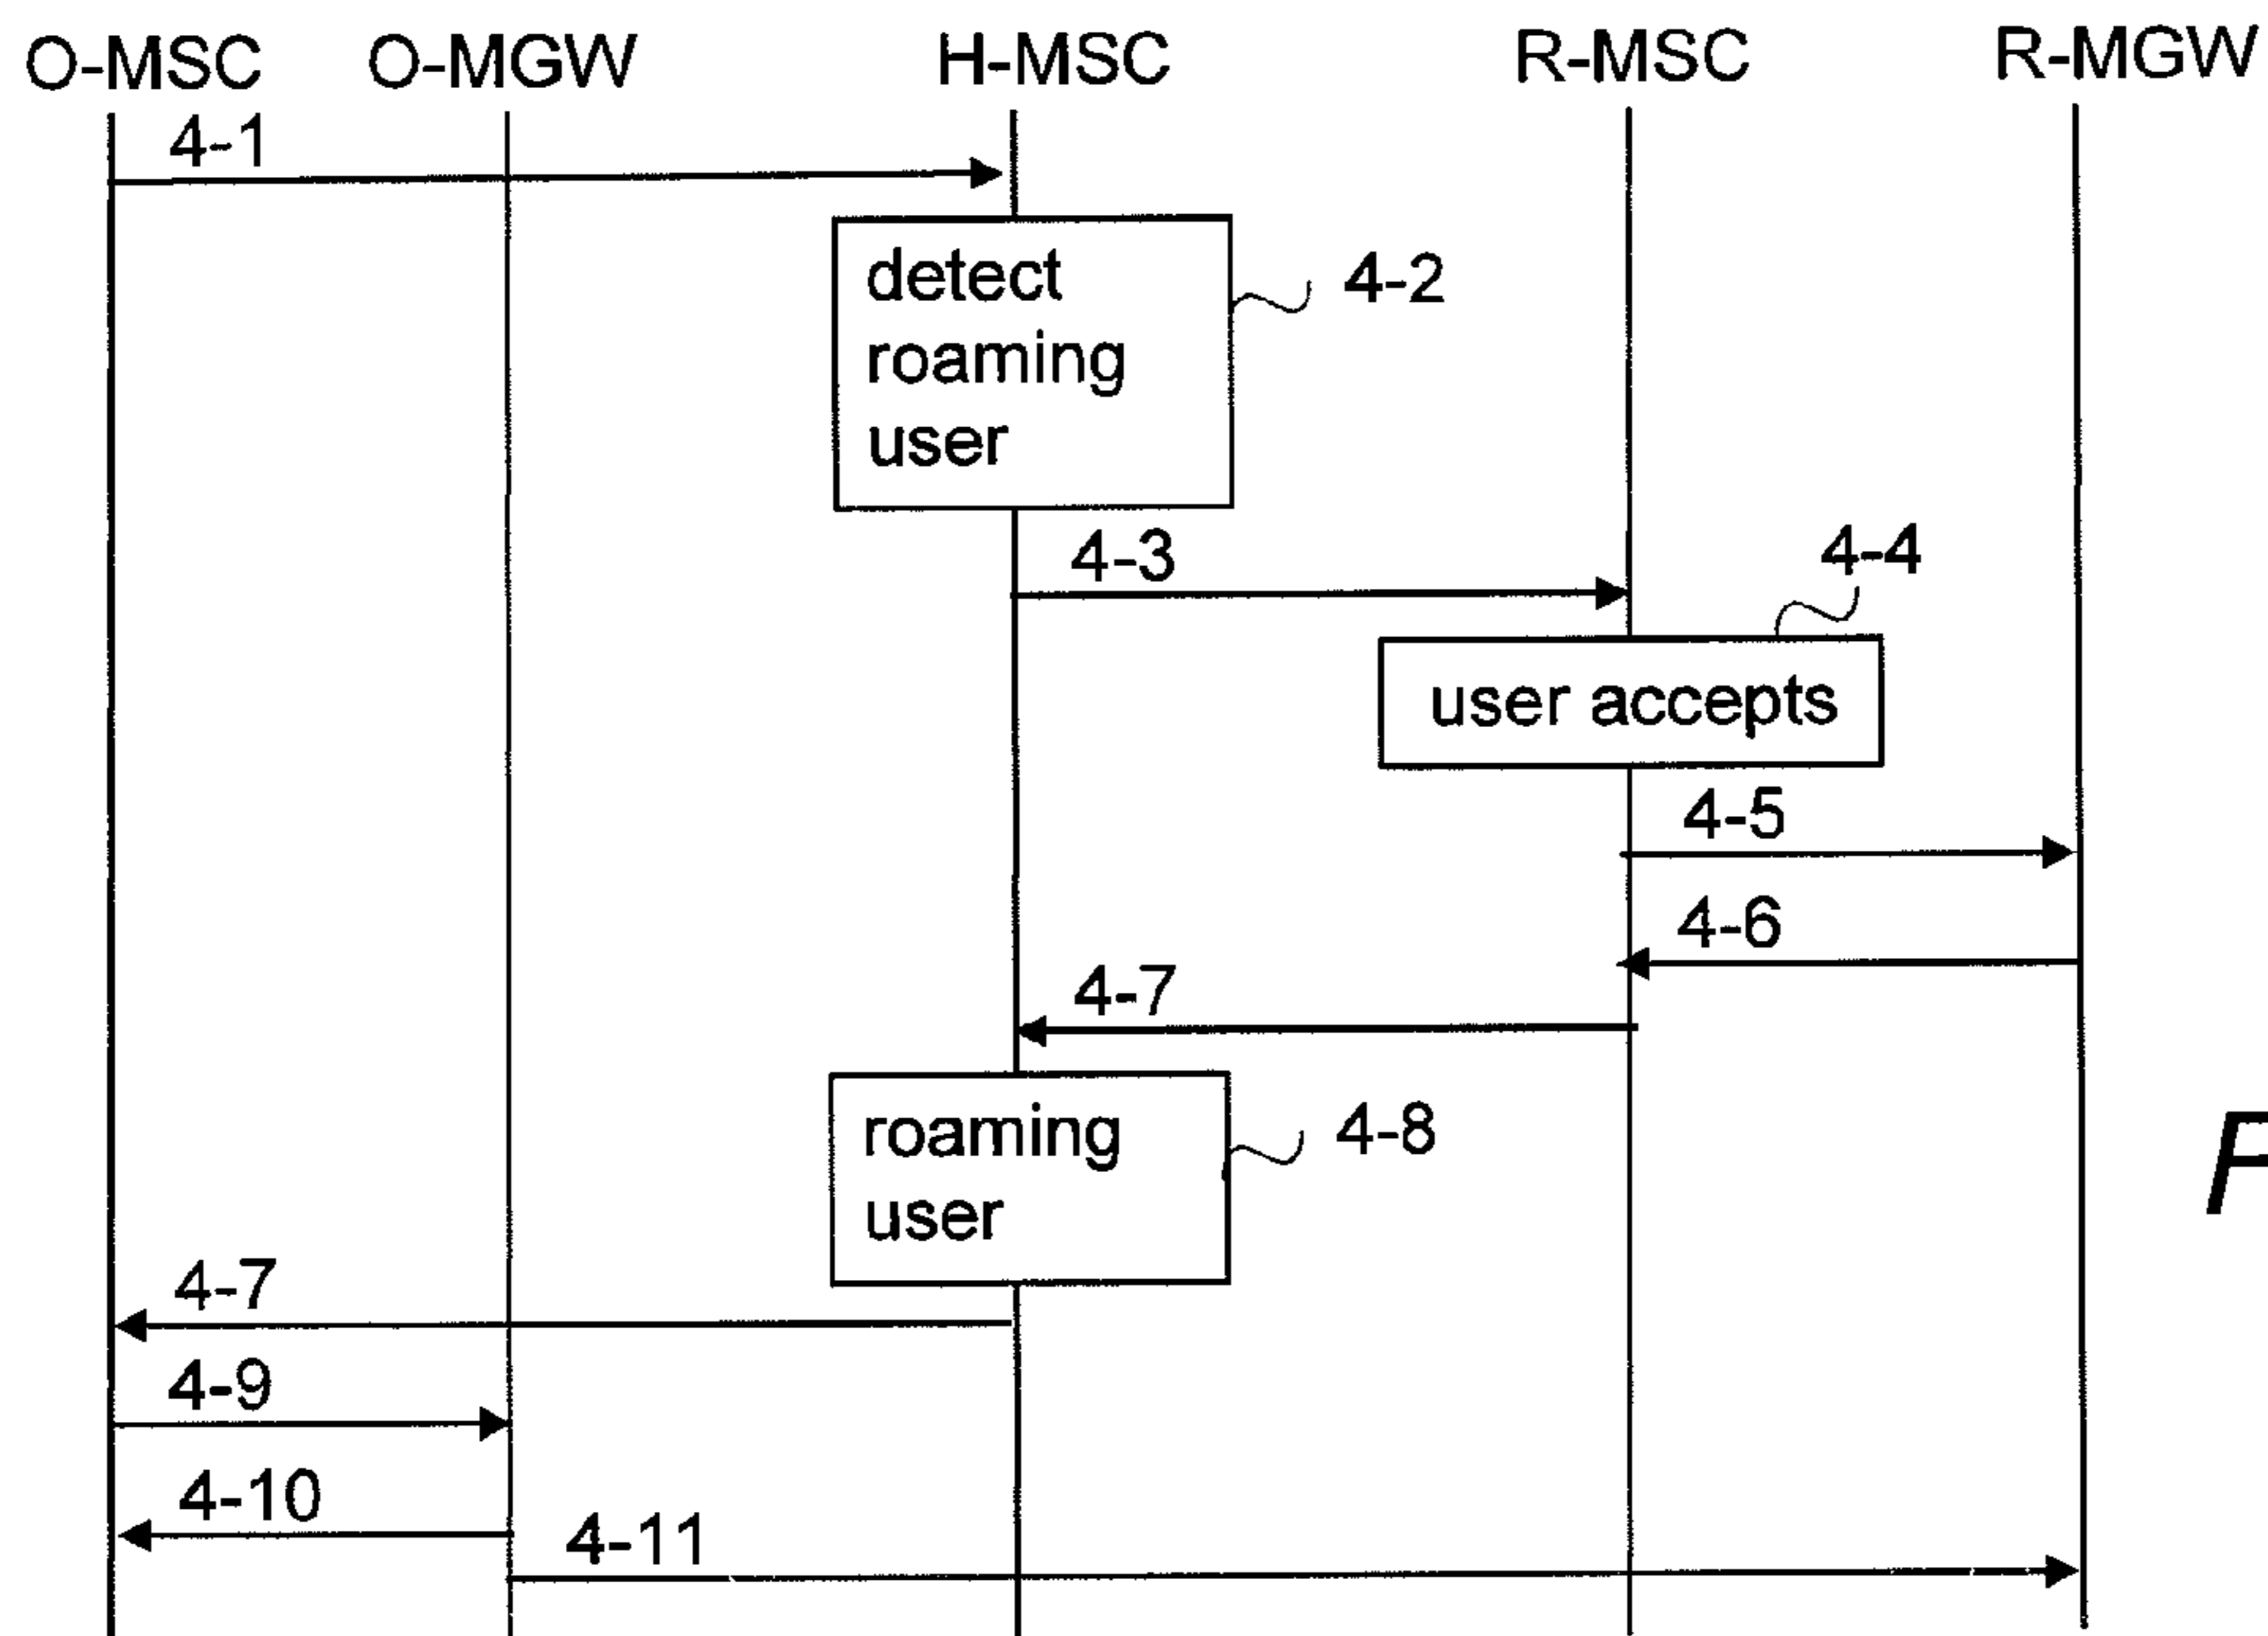 O-MSC O-MGW H-MSC R-MSC R-MGW
4-1
detect
roaming
user
4-2
4-3
4-4
user accepts
4-5
4-6
4-7
roaming
user
4-8
4-7
4-9
4-10
4-11
F